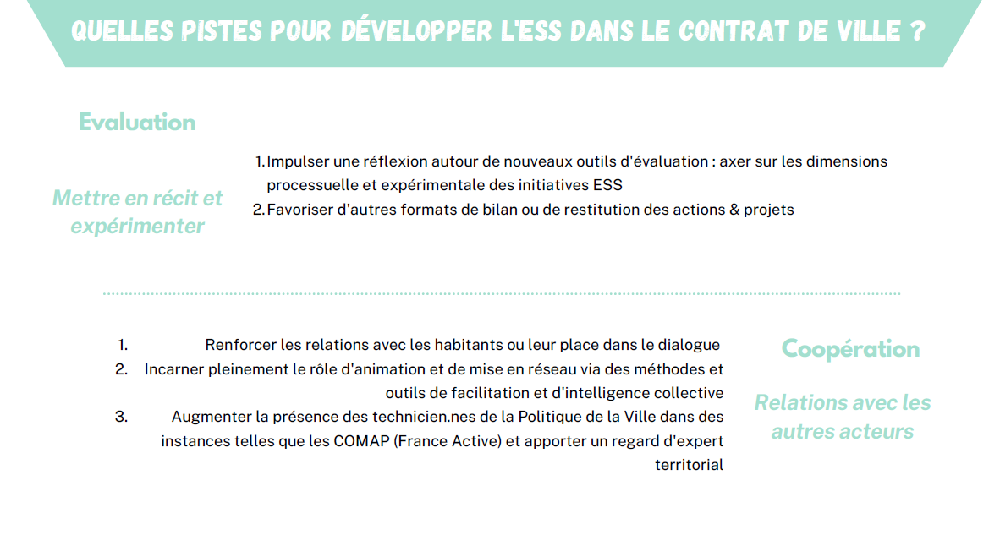 QUELLES PISTES POUR DÉVELOPPER L'ESS DANS LE CONTRAT DE VILLE ?
Evaluation
Mettre en récit et
expérimenter
1. Impulser une réflexion autour de nouveaux outils d'évaluation : axer sur les dimensions
processuelle et expérimentale des initiatives ESS
2. Favoriser d'autres formats de bilan ou de restitution des actions & projets
1. Renforcer les relations avec les habitants ou leur place dans le dialogue
2. Incarner pleinement le rôle d'animation et de mise en réseau via des méthodes et
outils de facilitation et d'intelligence collective
3. Augmenter la présence des technicien.nes de la Politique de la Ville dans des
instances telles que les COMAP (France Active) et apporter un regard d'expert
territorial
Coopération
Relations avec les
autres acteurs